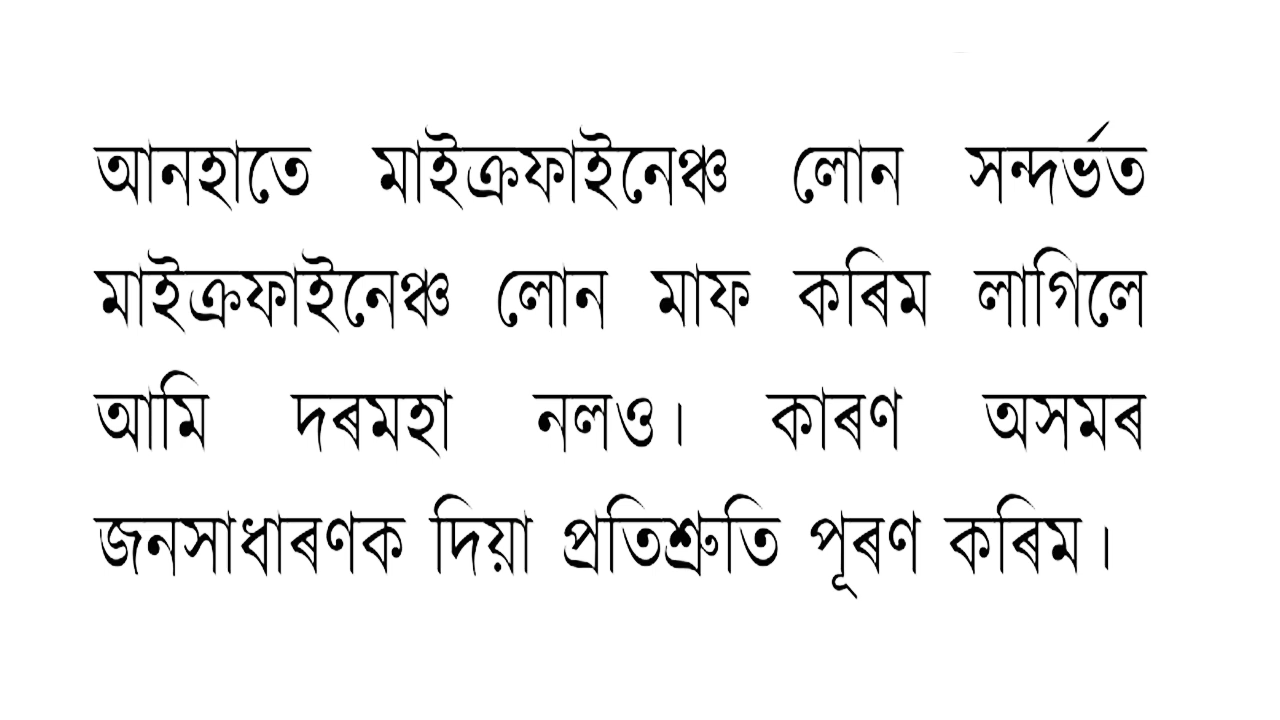 আনহাতে মাইক্ৰফাইনেঞ্চ লোন সন্দৰ্ভত
মাইক্ৰফাইনেঞ্চ লোন মাফ কৰিম লাগিলে
আমি দৰমহা নলও। কাৰণ অসমৰ
জনসাধাৰণক দিয়া প্ৰতিশ্ৰুতি পূৰণ কৰিম।